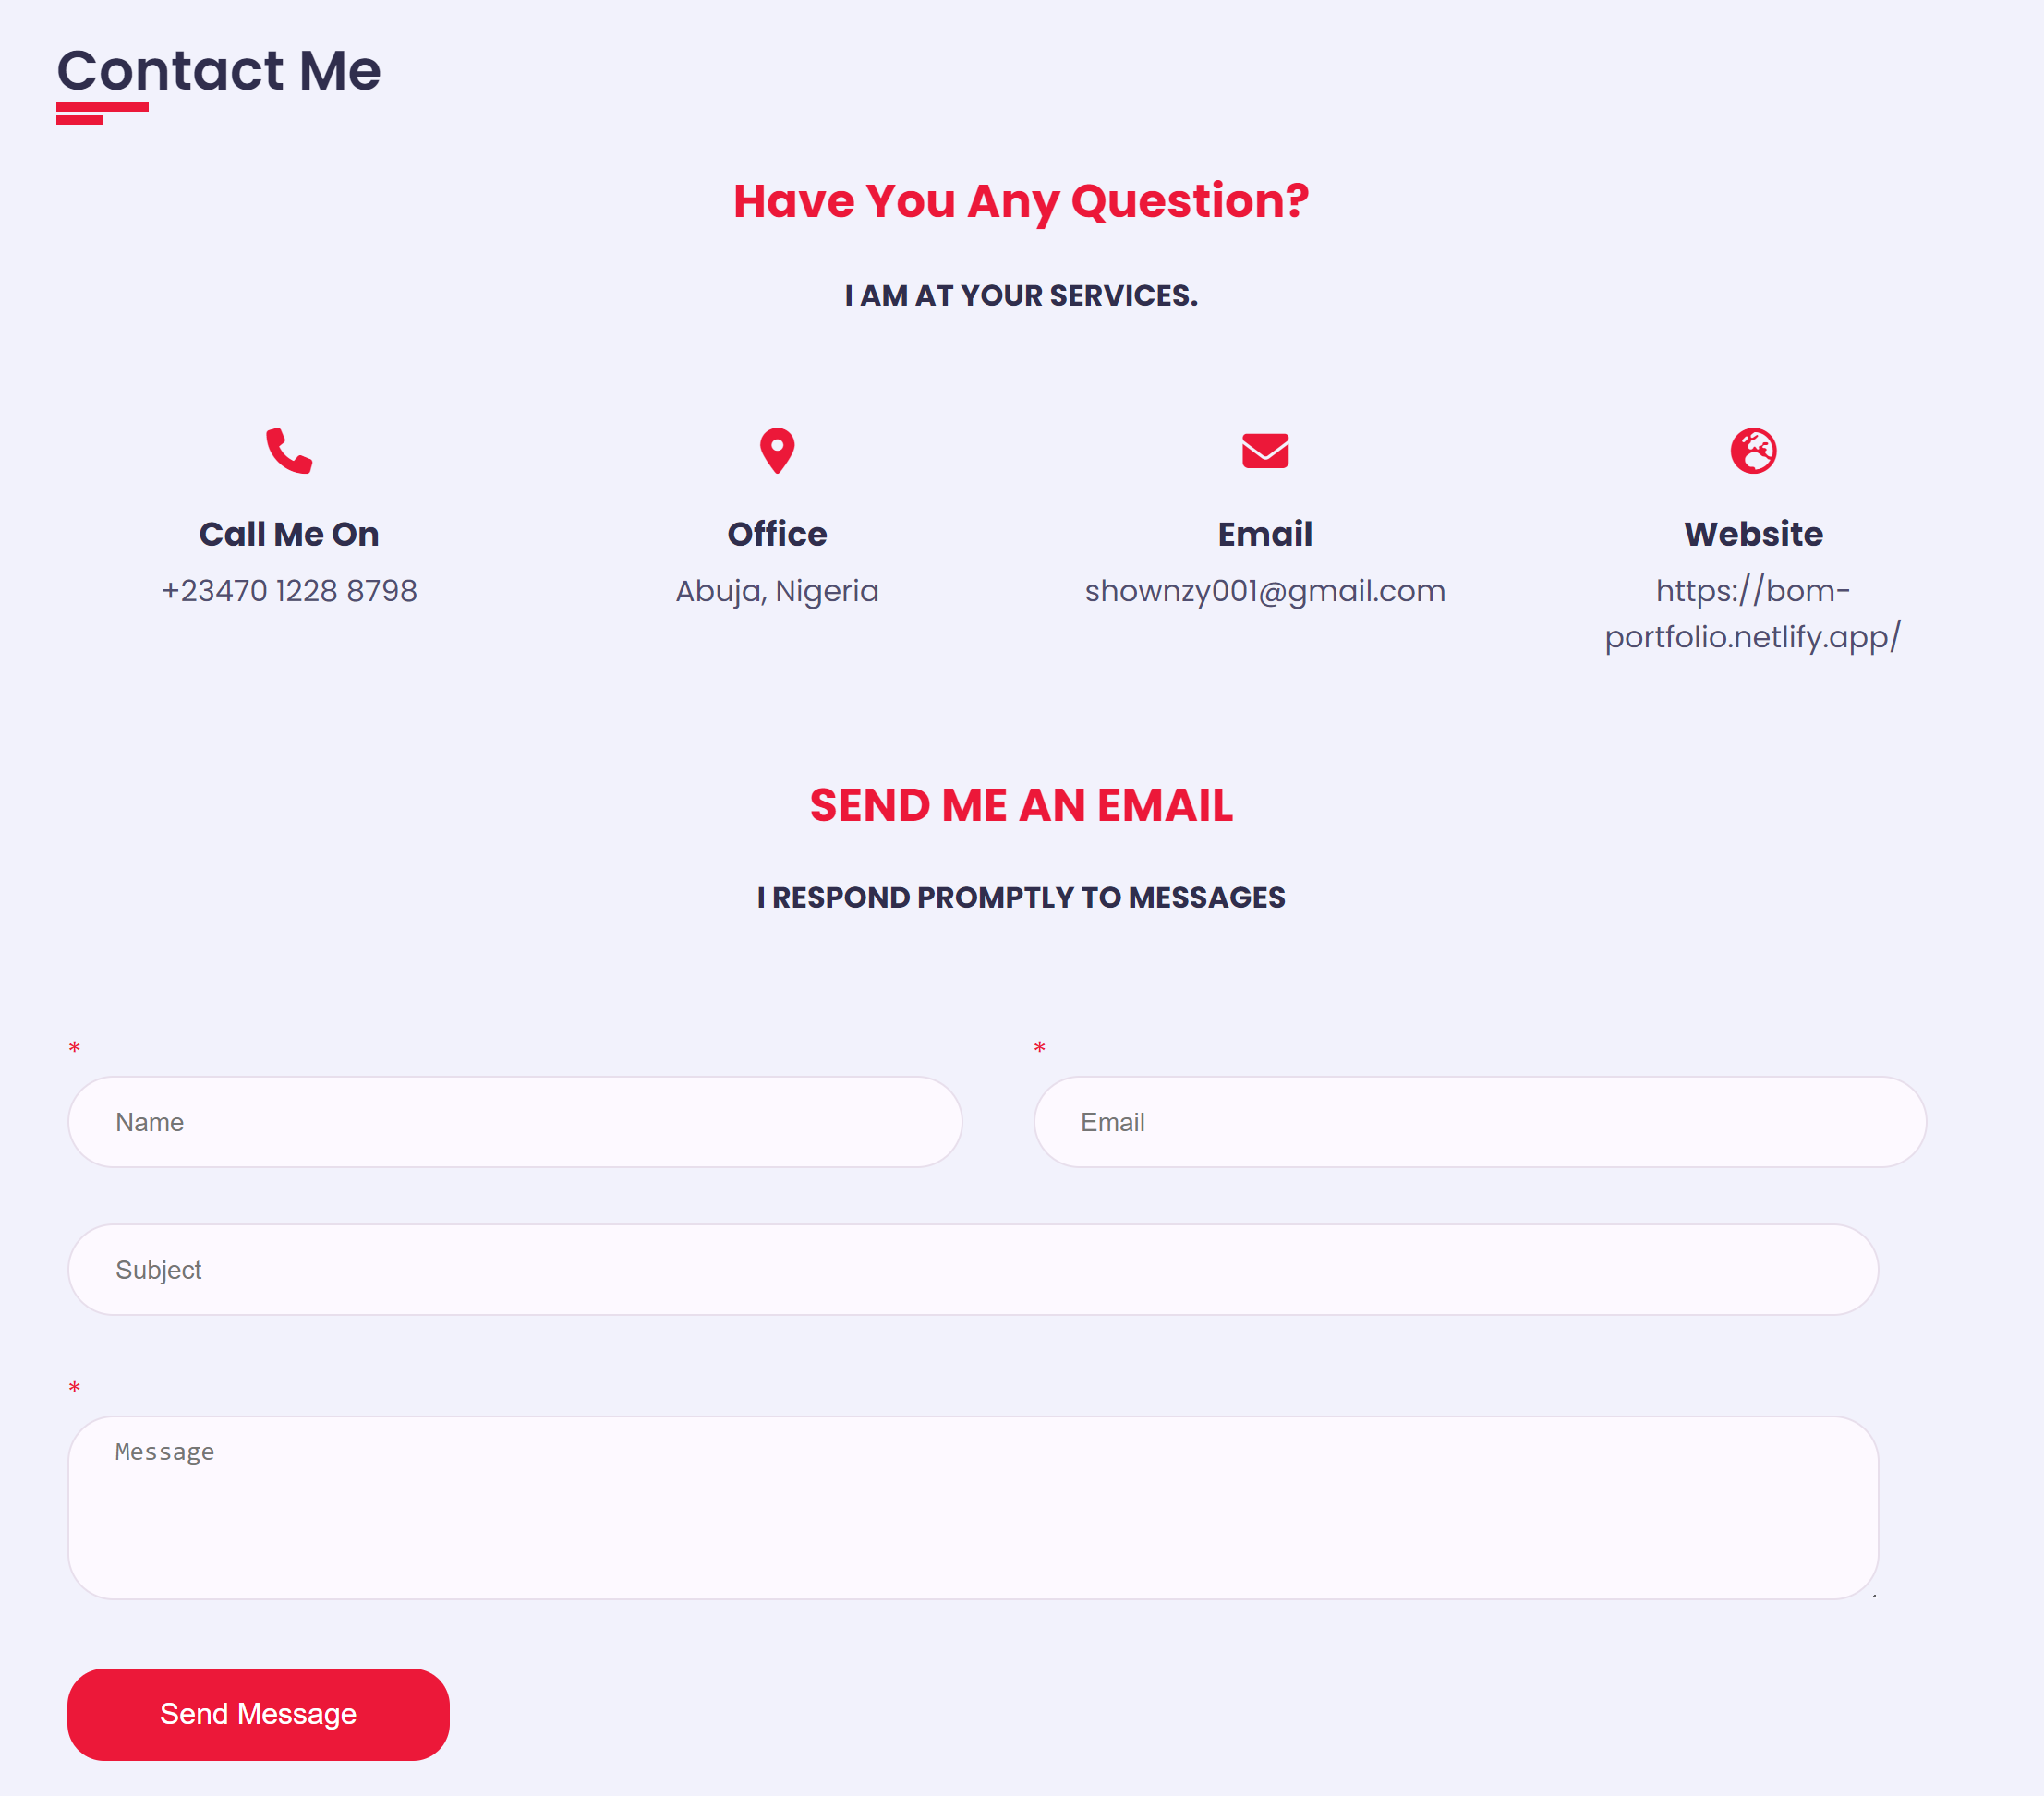 Contact Me
Have You Any Question?
I AM AT YOUR SERVICES.
Call Me On
+23470 1228 8798
Office
Abuja, Nigeria
Email
shownzy001@gmail.com
Website
https://bom-
portfolio.netlify.app/
SEND ME AN EMAIL
I RESPOND PROMPTLY TO MESSAGES
*
Name
*
Email
Subject
*
Message
Send Message